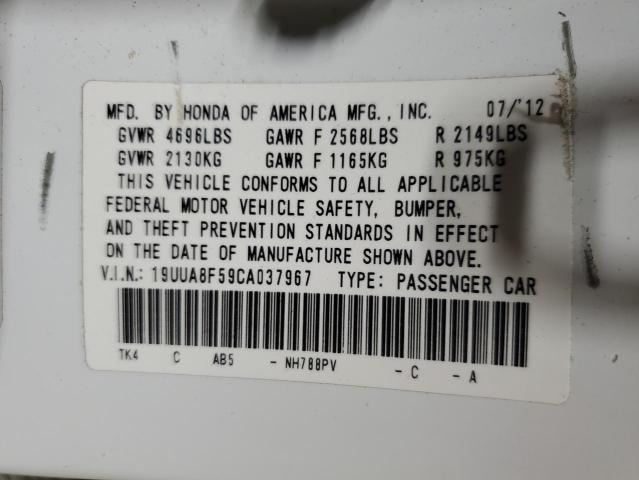 MFD. BY HONDA OF AMERICA MFG., INC. 07/'12
GVWR 4696LBS GAWR F 2568LBS R 2149LBS
GVWR 2130KG GAWR F 1165KG R 975KG
THIS VEHICLE CONFORMS TO ALL APPLICABLE
FEDERAL MOTOR VEHICLE SAFETY, BUMPER,
AND THEFT PREVENTION STANDARDS IN EFFECT
ON THE DATE OF MANUFACTURE SHOWN ABOVE.
V.I.N.: 19UUA8F59CA037967 TYPE: PASSENGER CAR
TK4 C AB5 - NH788PV - C - A